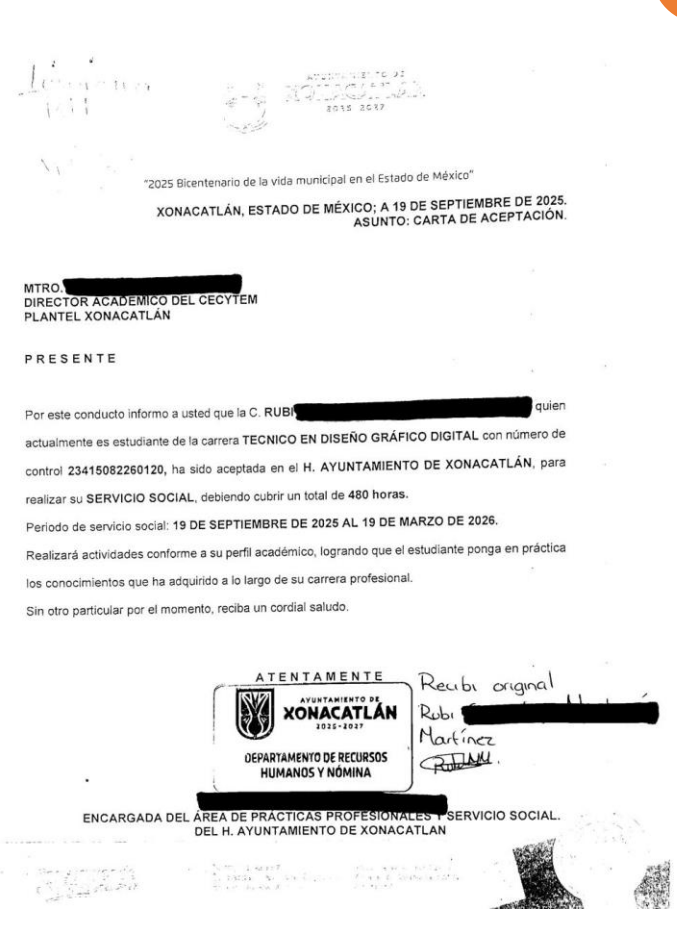 AYUNTAMIENTO DE
XONACATLÁN
2025 2027
"2025 Bicentenario de la vida municipal en el Estado de México"
XONACATLÁN, ESTADO DE MÉXICO; A 19 DE SEPTIEMBRE DE 2025.
ASUNTO: CARTA DE ACEPTACIÓN.
MTRO.
DIRECTOR ACADEMICO DEL CECYTEM
PLANTEL XONACATLÁN
P R E S E N T E
Por este conducto informo a usted que la C. RUBI quien
actualmente es estudiante de la carrera TECNICO EN DISEÑO GRÁFICO DIGITAL con número de
control 23415082260120, ha sido aceptada en el H. AYUNTAMIENTO DE XONACATLÁN, para
realizar su SERVICIO SOCIAL, debiendo cubrir un total de 480 horas.
Periodo de servicio social: 19 DE SEPTIEMBRE DE 2025 AL 19 DE MARZO DE 2026.
Realizará actividades conforme a su perfil académico, logrando que el estudiante ponga en práctica
los conocimientos que ha adquirido a lo largo de su carrera profesional.
Sin otro particular por el momento, reciba un cordial saludo.
A T E N T A M E N T E
AYUNTAMIENTO DE
XONACATLÁN
2025-2027
DEPARTAMENTO DE RECURSOS
HUMANOS Y NÓMINA
Recibi original
Rubi
Martínez
ENCARGADA DEL ÁREA DE PRÁCTICAS PROFESIONALES Y SERVICIO SOCIAL.
DEL H. AYUNTAMIENTO DE XONACATLAN